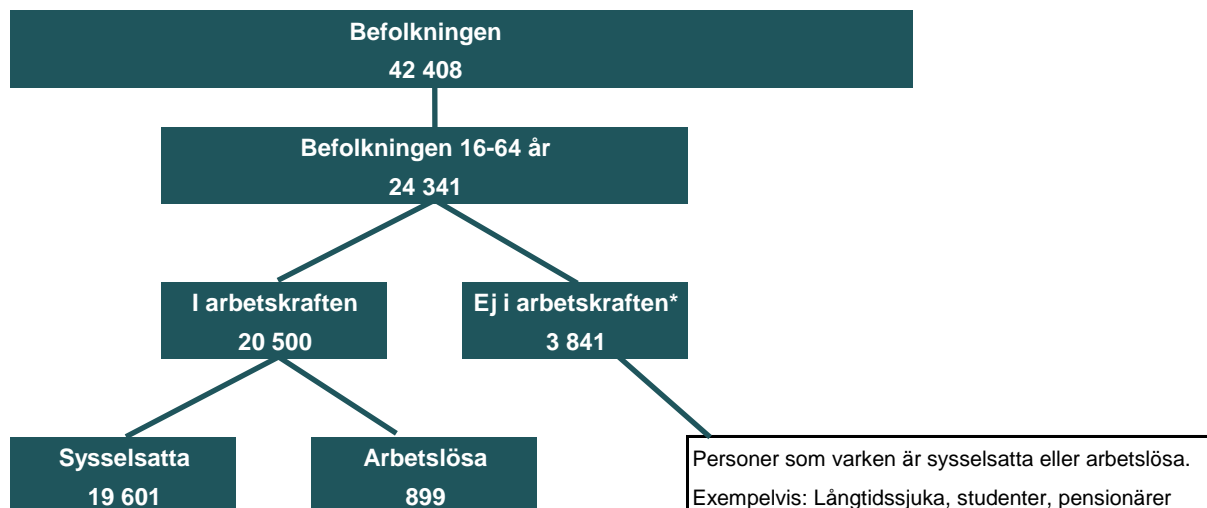 Befolkningen
42 408
Befolkningen 16-64 år
24 341
I arbetskraften
20 500
Ej i arbetskraften*
3 841
Sysselsatta
19 601
Arbetslösa
899
Personer som varken är sysselsatta eller arbetslösa.
Exempelvis: Långtidssjuka, studenter, pensionärer